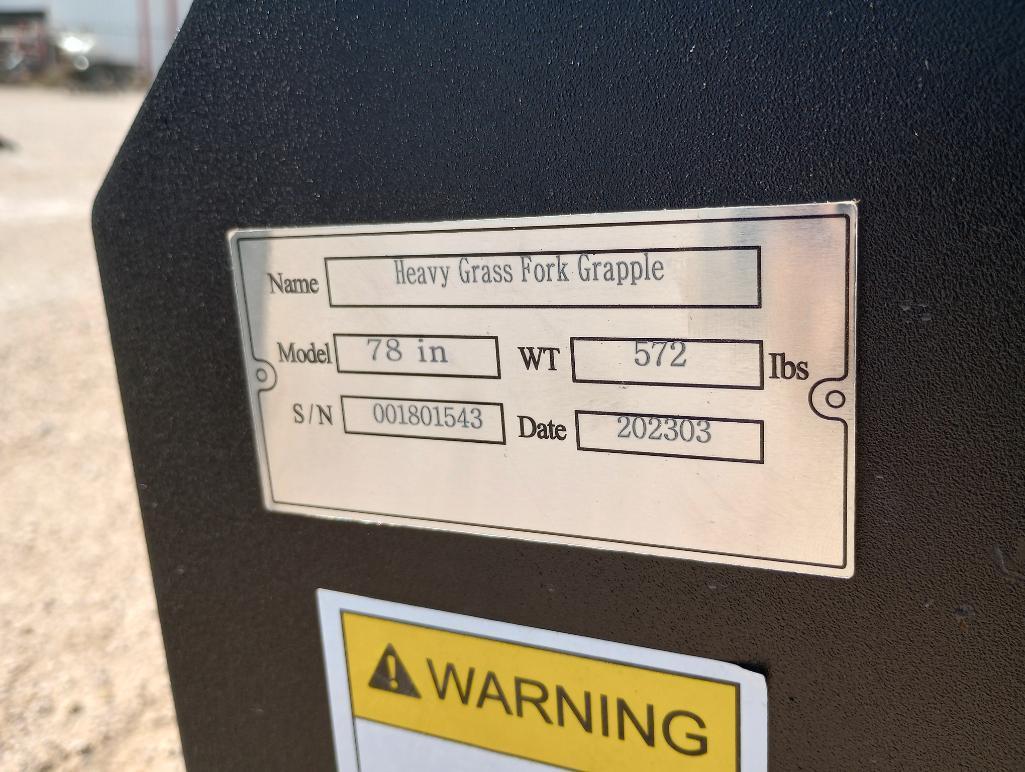 Name Heavy Grass Fork Grapple
Model 78 in WT 572 lbs
S/N 001801543 Date 202303
WARNING